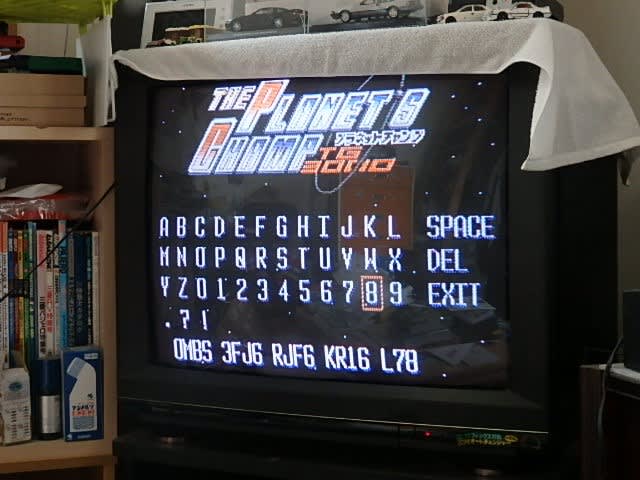 THE PLANET'S
CHAMP
プラネットチャンプ
TG
3000
A B C D E F G H I J K L SPACE
M N O P Q R S T U V W X DEL
Y Z 0 1 2 3 4 5 6 7 8 9 EXIT
. ? !
0MBS 3FJ6 RJF6 KR16 L78